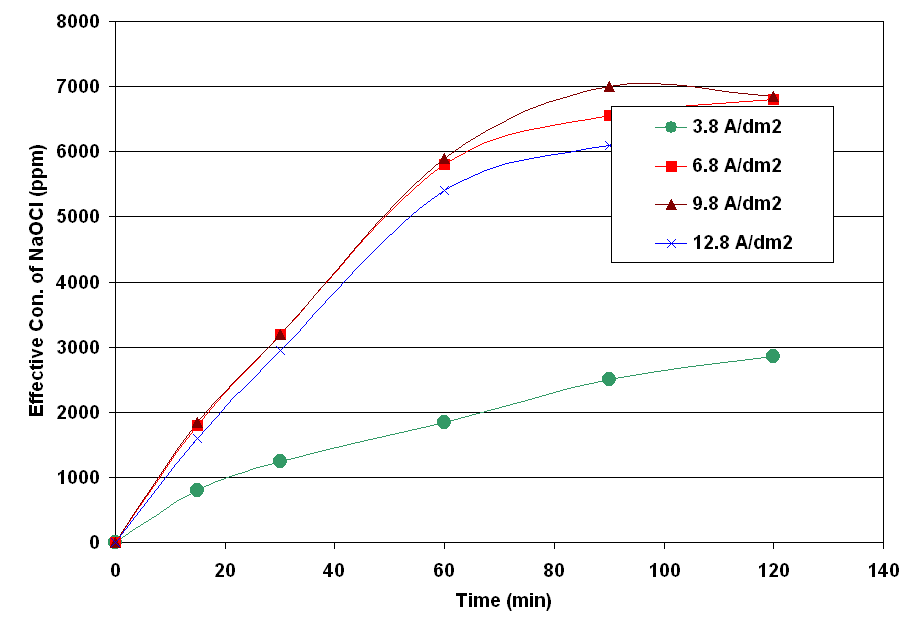 8000
7000
6000
5000
4000
3000
2000
1000
0
Effective Con. of NaOCl (ppm)
3.8 A/dm2
6.8 A/dm2
9.8 A/dm2
12.8 A/dm2
0 20 40 60 80 100 120 140
Time (min)